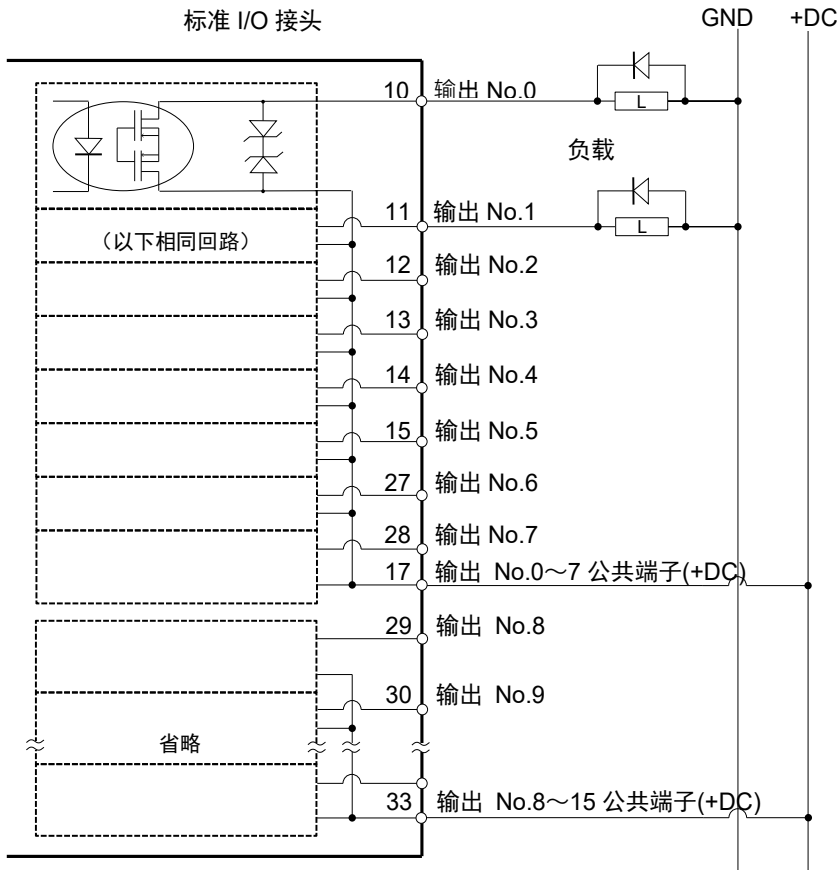 标准 I/O 接头
GND +DC
10 输出 No.0
L
负载
11 输出 No.1
L
（以下相同回路）
12 输出 No.2
13 输出 No.3
14 输出 No.4
15 输出 No.5
27 输出 No.6
28 输出 No.7
17 输出 No.0～7 公共端子(+DC)
29 输出 No.8
30 输出 No.9
省略
33 输出 No.8～15 公共端子(+DC)